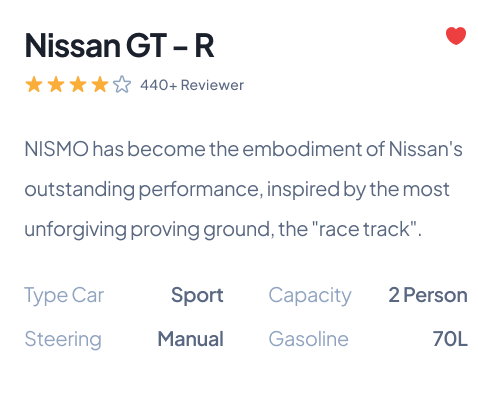 Nissan GT – R
440+ Reviewer
NISMO has become the embodiment of Nissan's
outstanding performance, inspired by the most
unforgiving proving ground, the "race track".
Type Car Sport Capacity 2 Person
Steering Manual Gasoline 70L